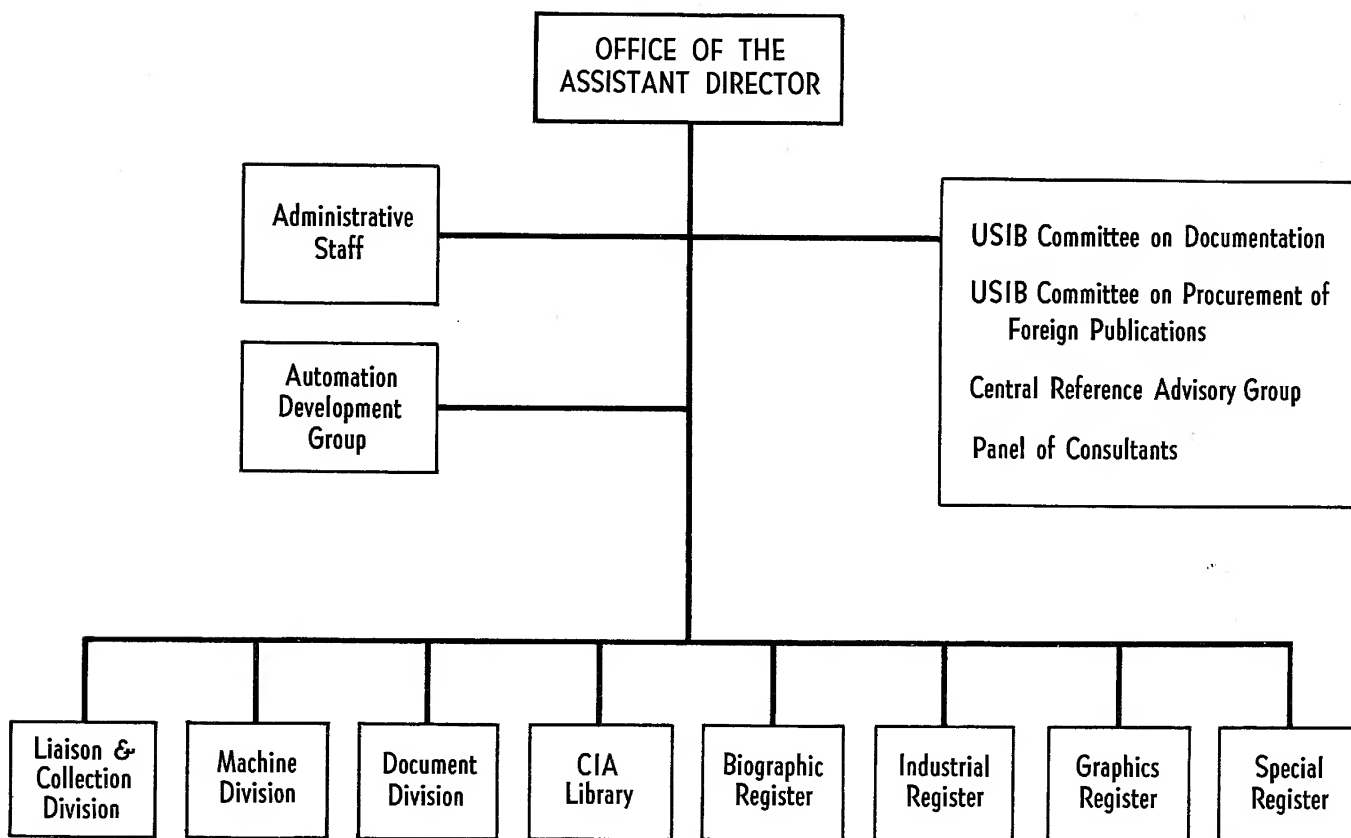 OFFICE OF THE
ASSISTANT DIRECTOR
Administrative
Staff
Automation
Development
Group
USIB Committee on Documentation
USIB Committee on Procurement of
Foreign Publications
Central Reference Advisory Group
Panel of Consultants
Liaison &
Collection
Division
Machine
Division
Document
Division
CIA
Library
Biographic
Register
Industrial
Register
Graphics
Register
Special
Register